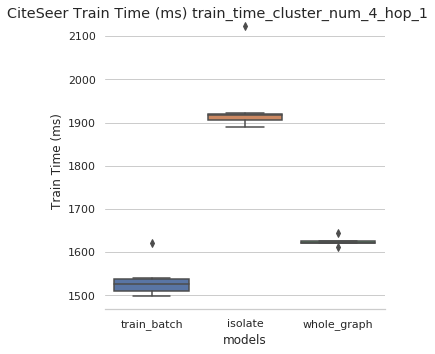 CiteSeer Train Time (ms) train_time_cluster_num_4_hop_1
2100
2000
1900
1800
1700
1600
1500
Train Time (ms)
train_batch isolate whole_graph
models